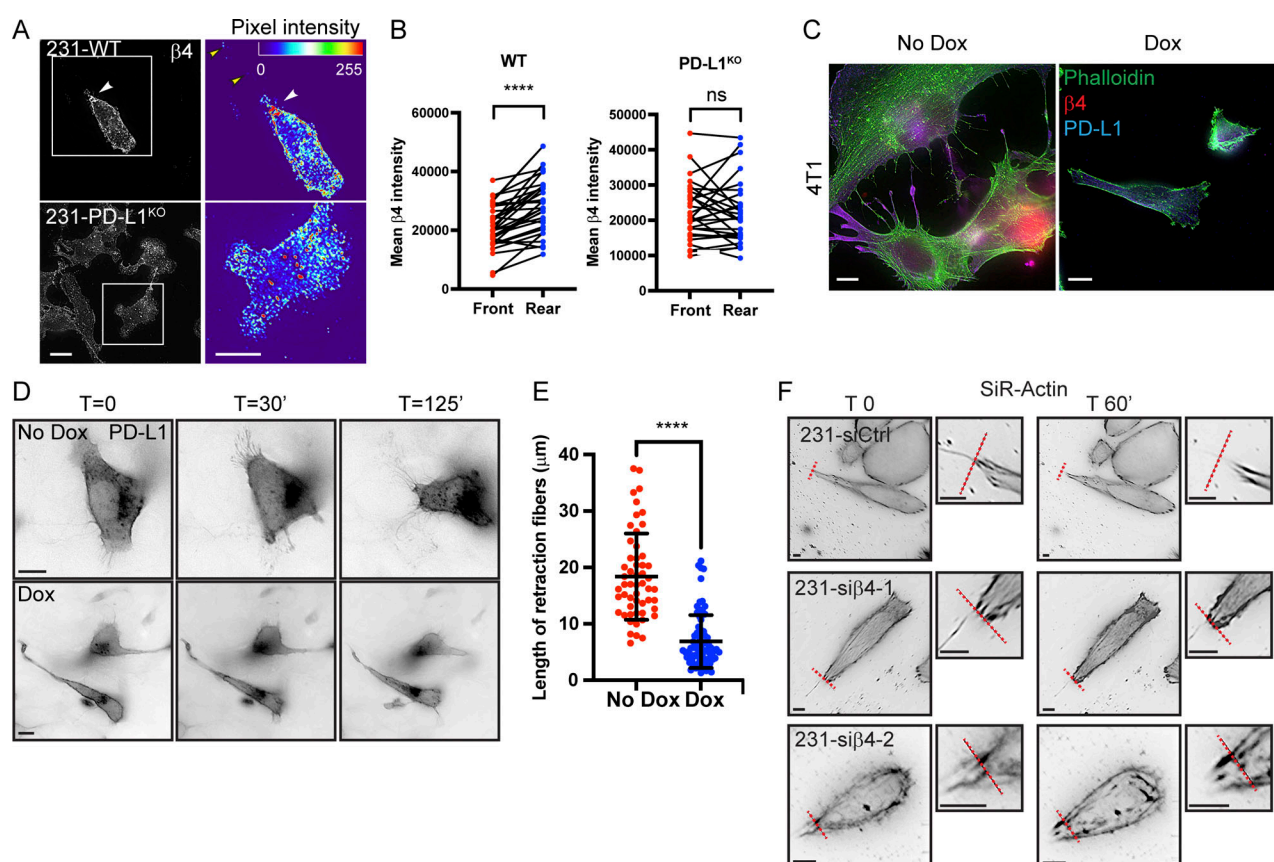 A
231-WT β4
Pixel intensity
0 255
231-PD-L1KO
B
WT
****
Mean β4 intensity
60000
40000
20000
0
Front Rear
PD-L1KO
ns
Mean β4 intensity
50000
40000
30000
20000
10000
0
Front Rear
C
No Dox Dox
4T1
Phalloidin
β4
PD-L1
D
T=0 T=30' T=125'
No Dox PD-L1
Dox
E
****
Length of retraction fibers (μm)
40
30
20
10
0
No Dox Dox
F
SiR-Actin
T 0 T 60'
231-siCtrl
231-siβ4-1
231-siβ4-2